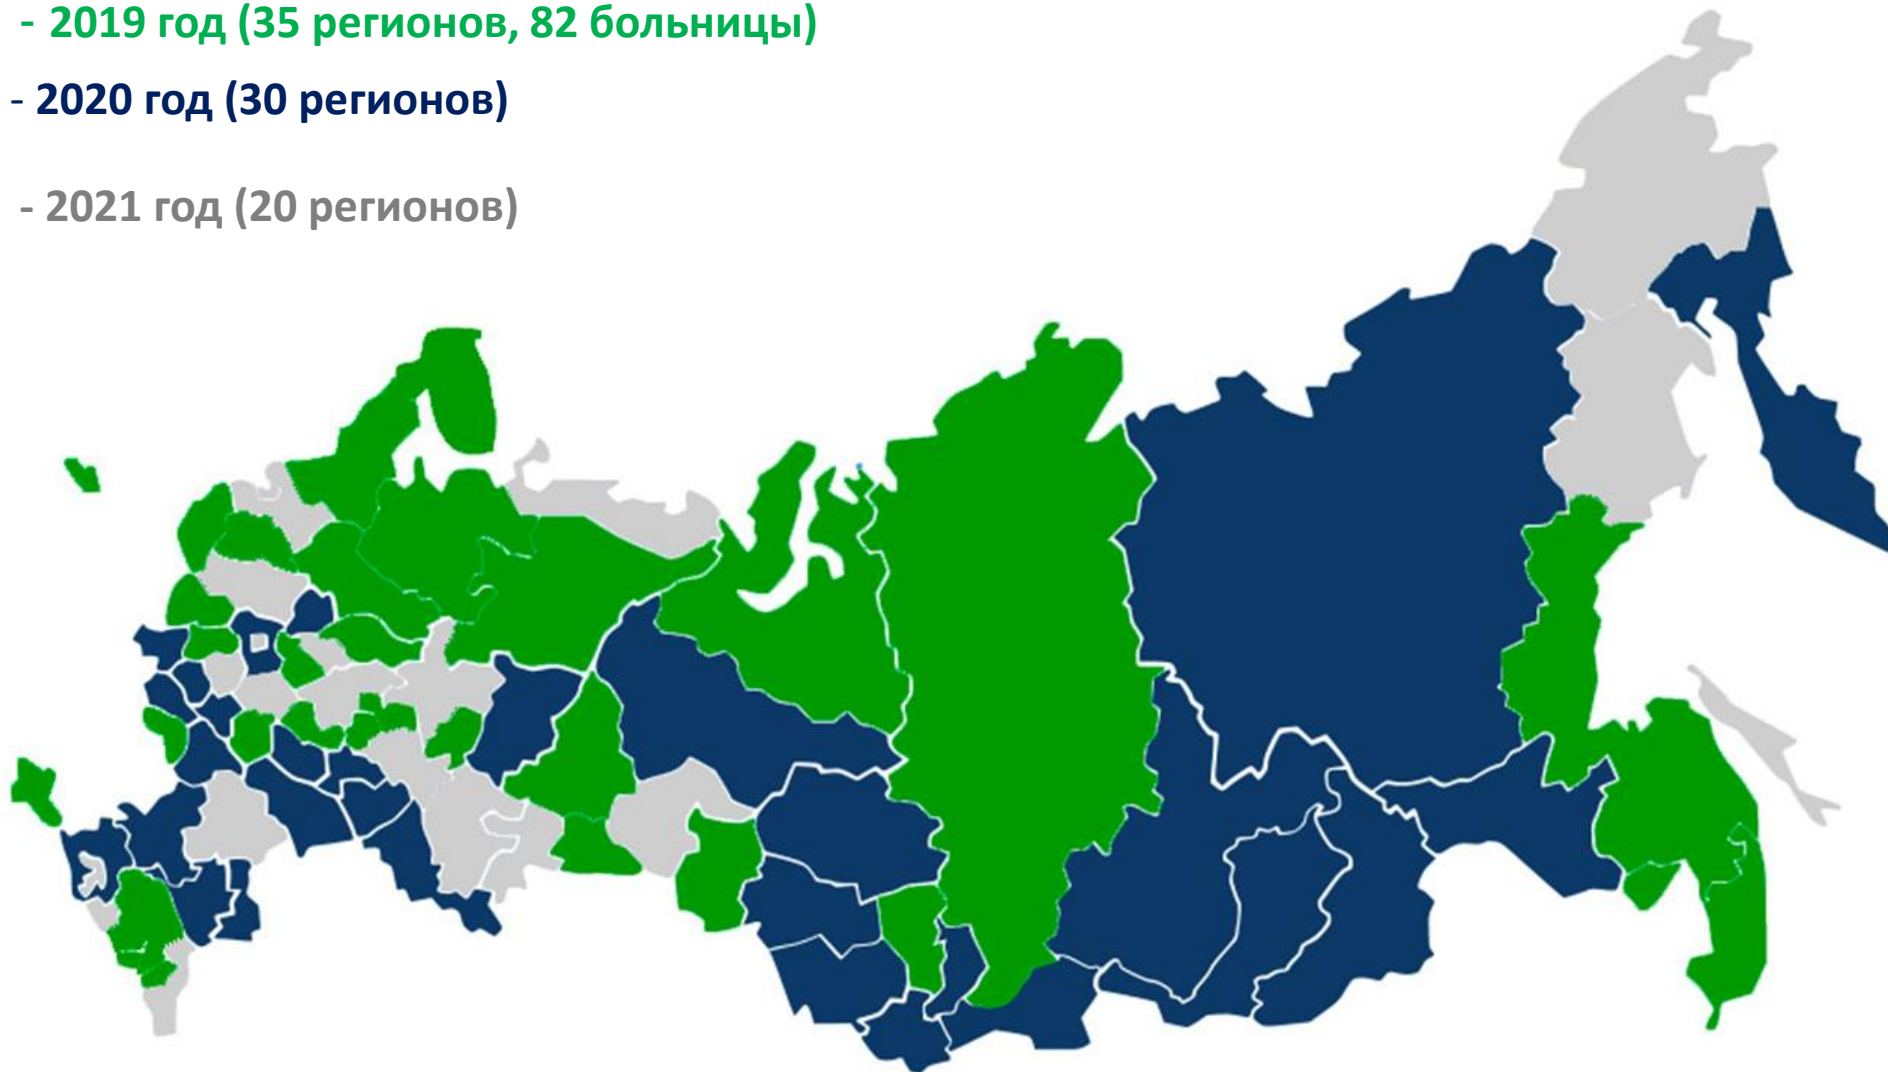 - 2019 год (35 регионов, 82 больницы)
- 2020 год (30 регионов)
- 2021 год (20 регионов)